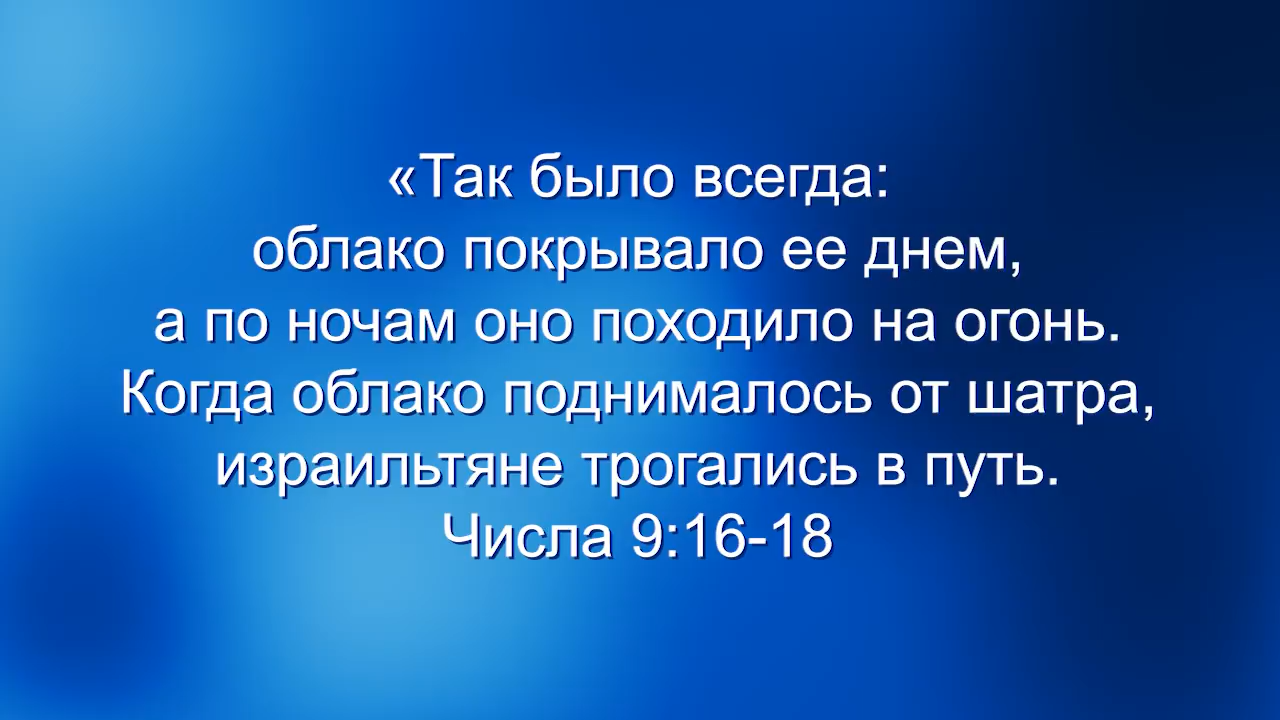 «Так было всегда:
облако покрывало ее днем,
а по ночам оно походило на огонь.
Когда облако поднималось от шатра,
израильтяне трогались в путь.
Числа 9:16-18